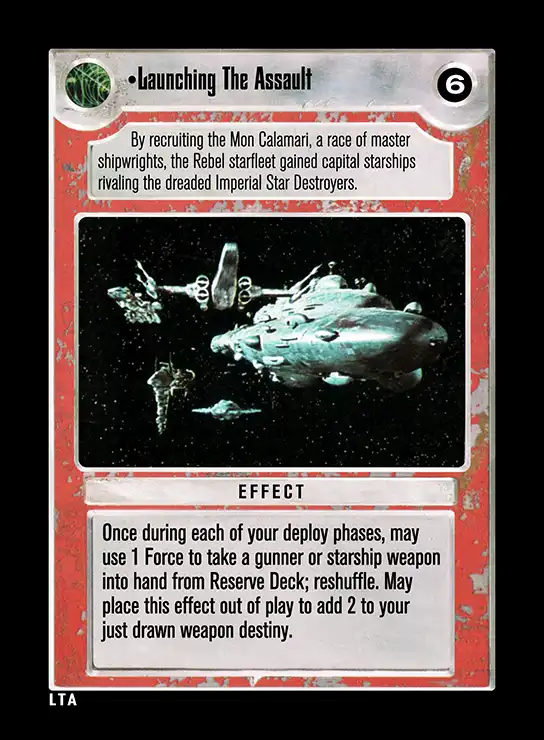 •Launching The Assault
6
By recruiting the Mon Calamari, a race of master
shipwrights, the Rebel starfleet gained capital starships
rivaling the dreaded Imperial Star Destroyers.
EFFECT
Once during each of your deploy phases, may
use 1 Force to take a gunner or starship weapon
into hand from Reserve Deck; reshuffle. May
place this effect out of play to add 2 to your
just drawn weapon destiny.
LTA